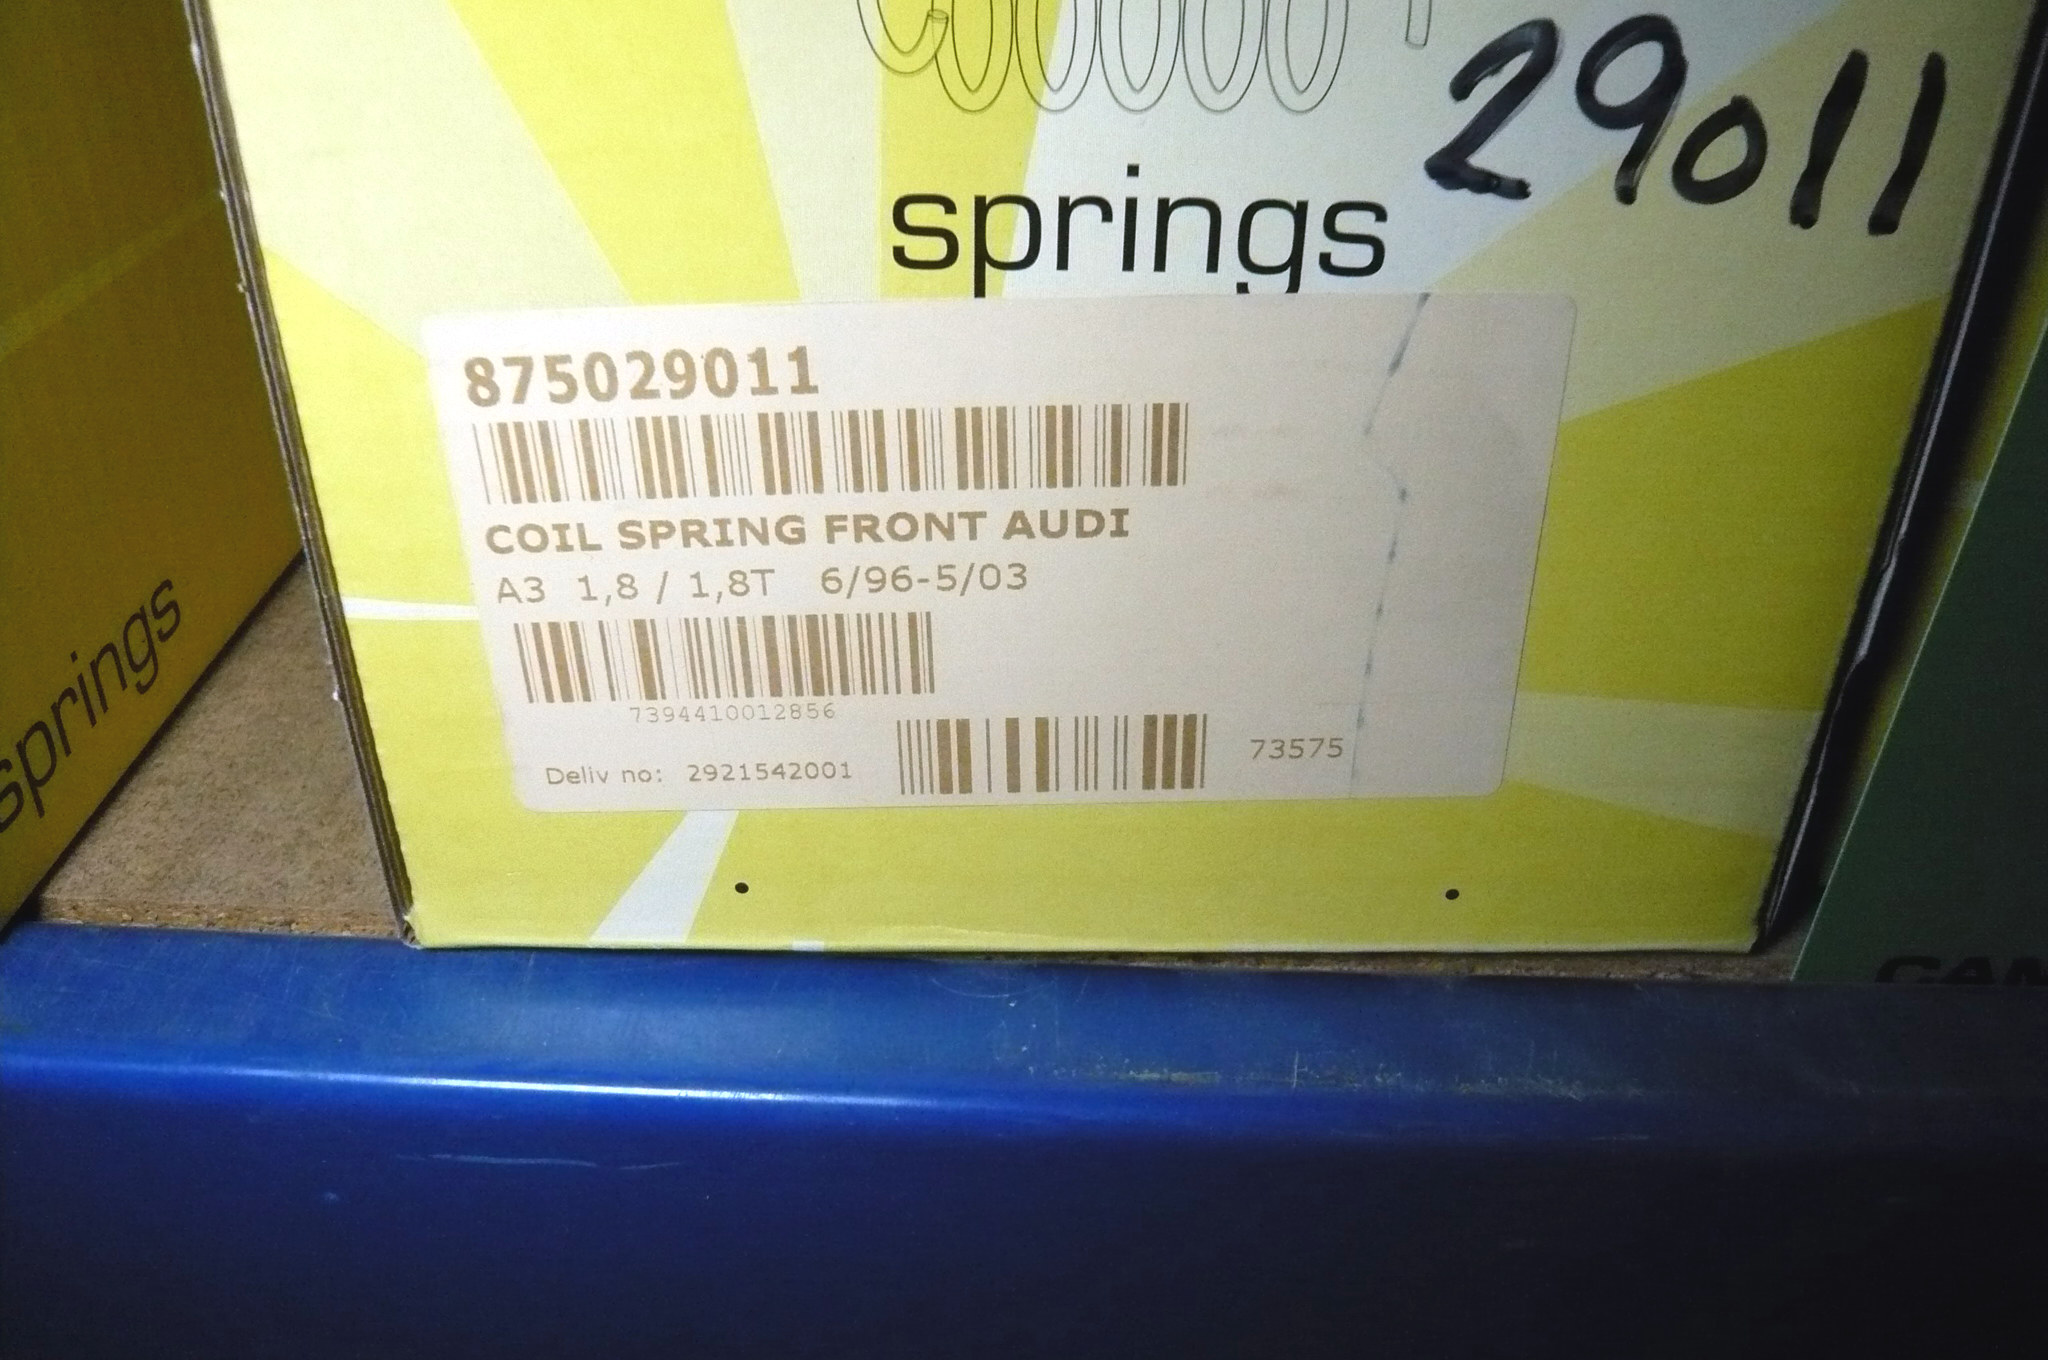 29011
springs
875029011
COIL SPRING FRONT AUDI
A3 1,8 / 1,8T 6/96-5/03
7394410012856
Deliv no: 2921542001
73575
springs